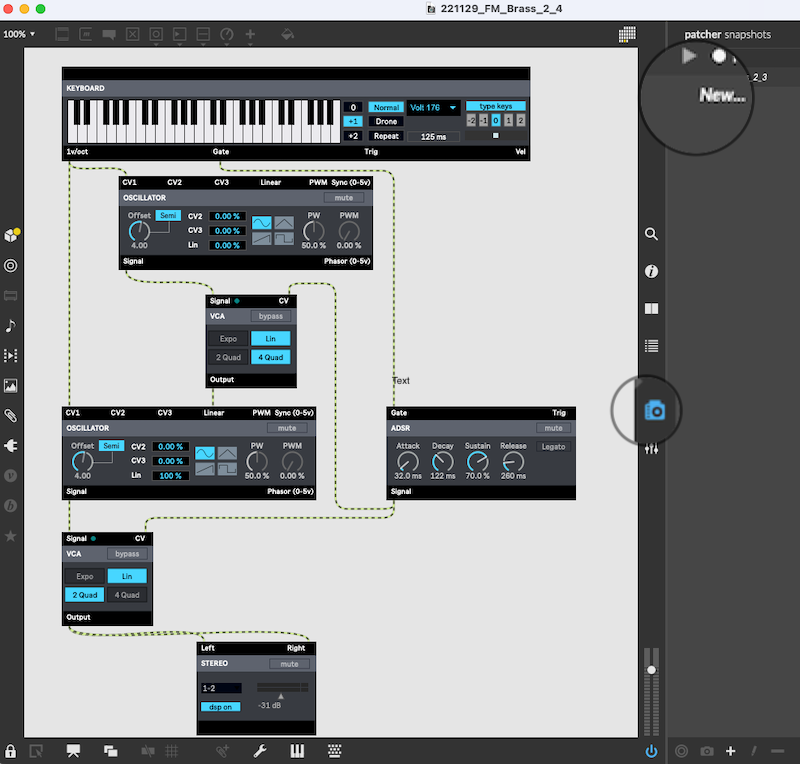 221129_FM_Brass_2_4
100%
patcher snapshots
New...
_2_3
KEYBOARD
0 Normal Volt 176 type keys
+1 Drone -2 -1 0 1 2
+2 Repeat 125 ms
1v/oct Gate Trig Vel
CV1 CV2 CV3 Linear PWM Sync (0-5v)
OSCILLATOR mute
Offset Semi CV2 0.00 % PW PWM
CV3 0.00 %
4.00 Lin 0.00 % 50.0 % 0.00 %
Signal Phasor (0-5v)
Signal CV
VCA bypass
Expo Lin
2 Quad 4 Quad
Output
Text
CV1 CV2 CV3 Linear PWM Sync (0-5v)
OSCILLATOR mute
Offset Semi CV2 0.00 % PW PWM
CV3 0.00 %
4.00 Lin 100 % 50.0 % 0.00 %
Signal Phasor (0-5v)
Gate Trig
ADSR mute
Attack Decay Sustain Release Legato
32.0 ms 122 ms 70.0 % 260 ms
Signal
Signal CV
VCA bypass
Expo Lin
2 Quad 4 Quad
Output
Left Right
STEREO mute
1-2
dsp on -31 dB